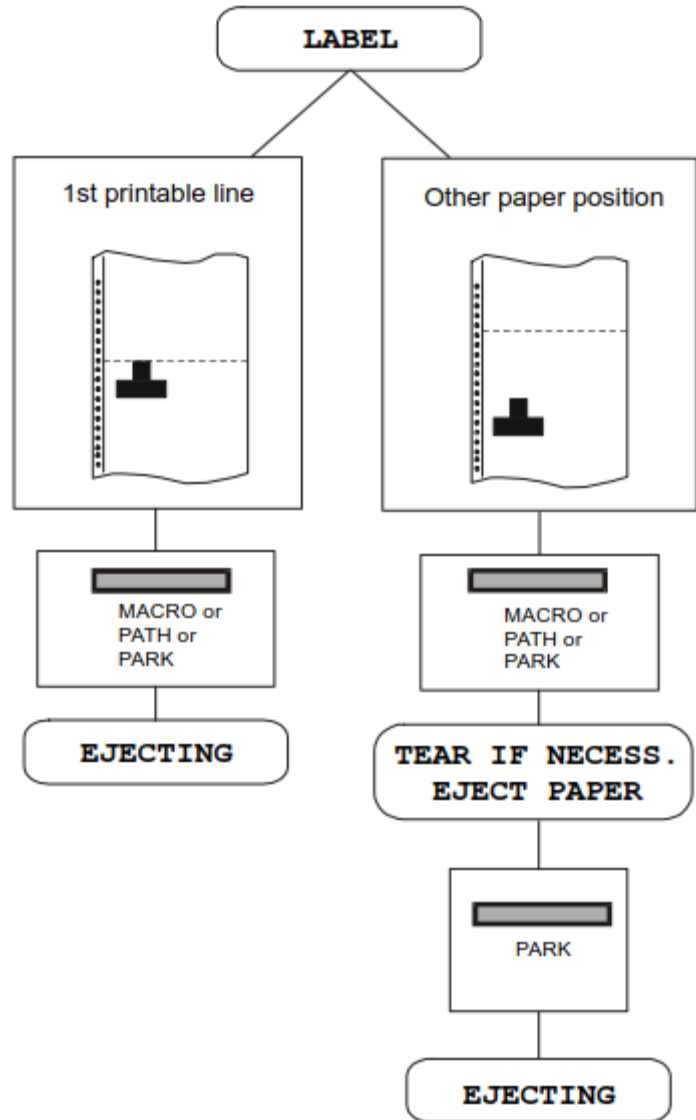 LABEL
1st printable line
Other paper position
MACRO or
PATH or
PARK
MACRO or
PATH or
PARK
EJECTING
TEAR IF NECESS.
EJECT PAPER
PARK
EJECTING